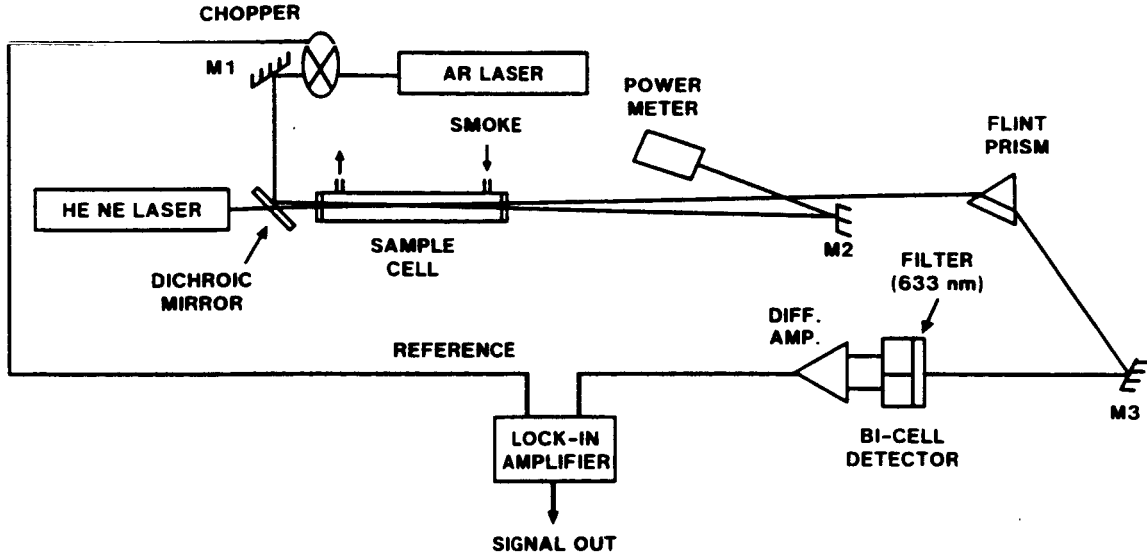 CHOPPER
M1
AR LASER
POWER
METER
SMOKE
FLINT
PRISM
HE NE LASER
SAMPLE
CELL
M2
DICHROIC
MIRROR
FILTER
(633 nm)
DIFF.
AMP.
REFERENCE
M3
LOCK-IN
AMPLIFIER
BI-CELL
DETECTOR
SIGNAL OUT